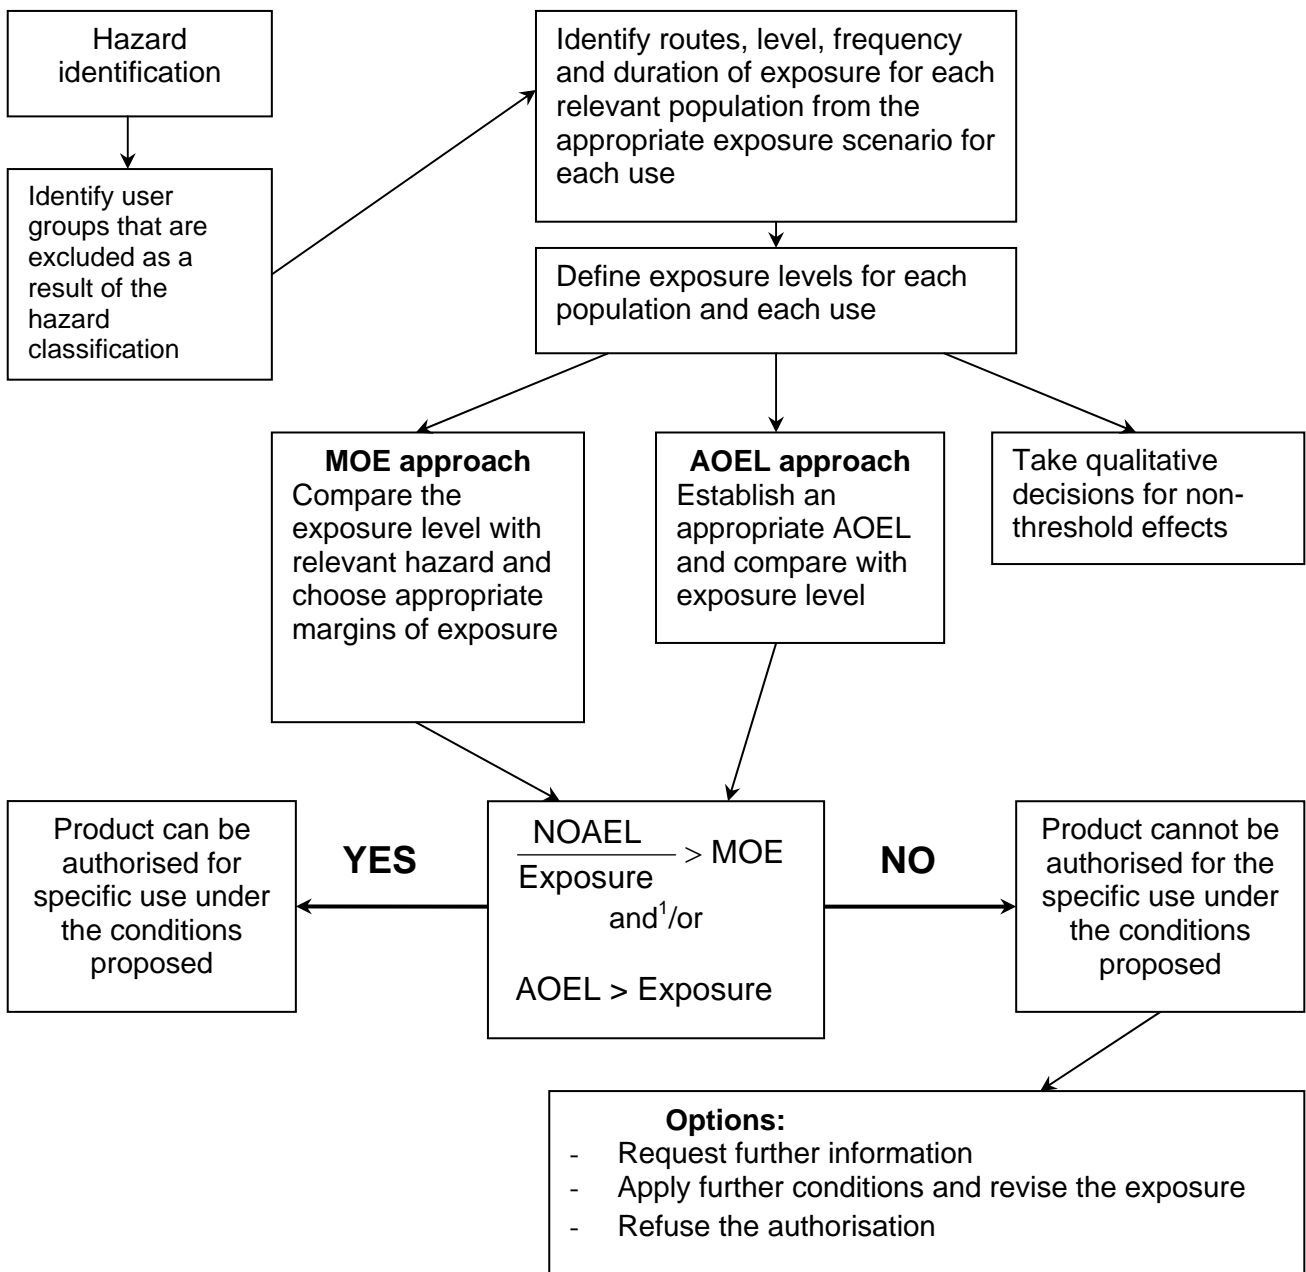 Hazard
identification
Identify user
groups that are
excluded as a
result of the
hazard
classification
Identify routes, level, frequency
and duration of exposure for each
relevant population from the
appropriate exposure scenario for
each use
Define exposure levels for each
population and each use
MOE approach
Compare the
exposure level with
relevant hazard and
choose appropriate
margins of exposure
AOEL approach
Establish an
appropriate AOEL
and compare with
exposure level
Take qualitative
decisions for non-
threshold effects
Product can be
authorised for
specific use under
the conditions
proposed
YES
NOAEL
Exposure
> MOE
and¹/or
AOEL > Exposure
NO
Product cannot be
authorised for the
specific use under
the conditions
proposed
Options:
- Request further information
- Apply further conditions and revise the exposure
- Refuse the authorisation